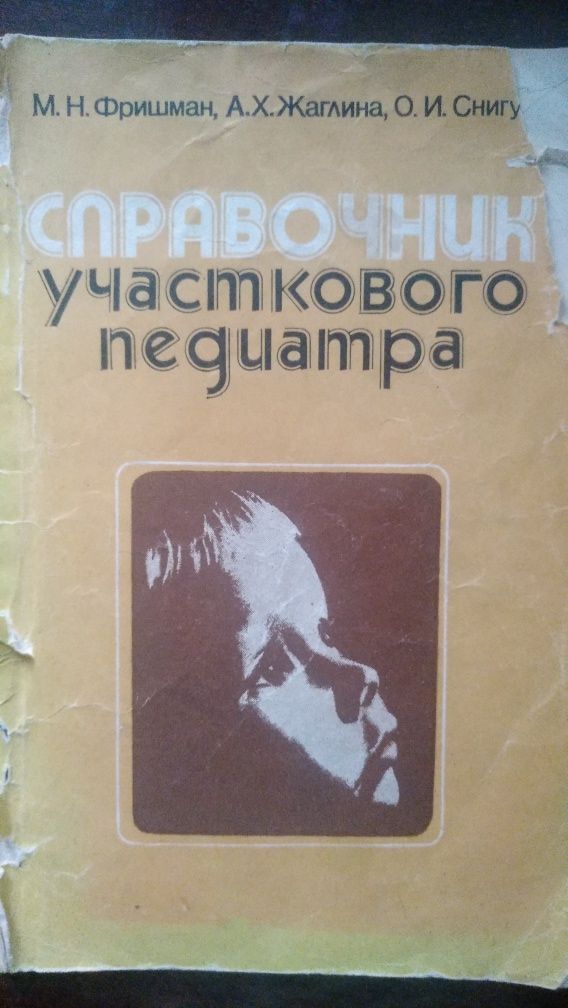 М. Н. Фришман, А. Х. Жаглина, О. И. Снигу
СПРАВОЧНИК
участкового
педиатра